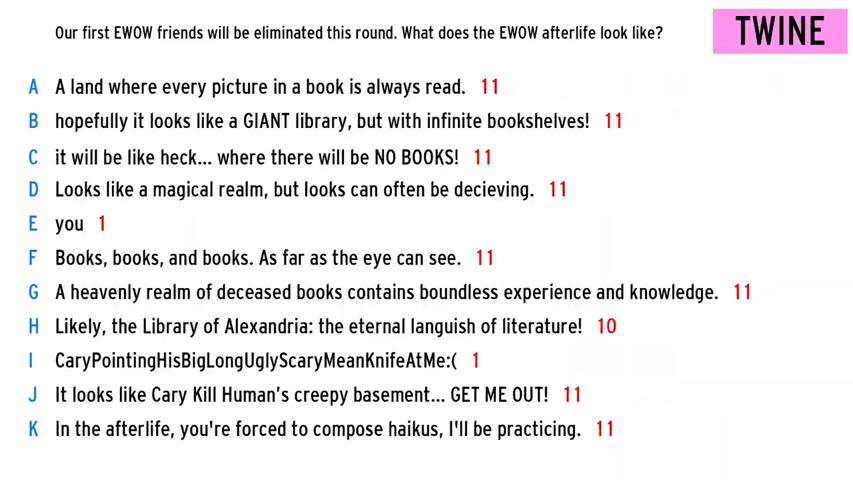 Our first EWOW friends will be eliminated this round. What does the EWOW afterlife look like?
TWINE
A A land where every picture in a book is always read. 11
B hopefully it looks like a GIANT library, but with infinite bookshelves! 11
C it will be like heck... where there will be NO BOOKS! 11
D Looks like a magical realm, but looks can often be decieving. 11
E you 1
F Books, books, and books. As far as the eye can see. 11
G A heavenly realm of deceased books contains boundless experience and knowledge. 11
H Likely, the Library of Alexandria: the eternal languish of literature! 10
I CaryPointingHisBigLongUglyScaryMeanKnifeAtMe:( 1
J It looks like Cary Kill Human's creepy basement... GET ME OUT! 11
K In the afterlife, you're forced to compose haikus, I'll be practicing. 11